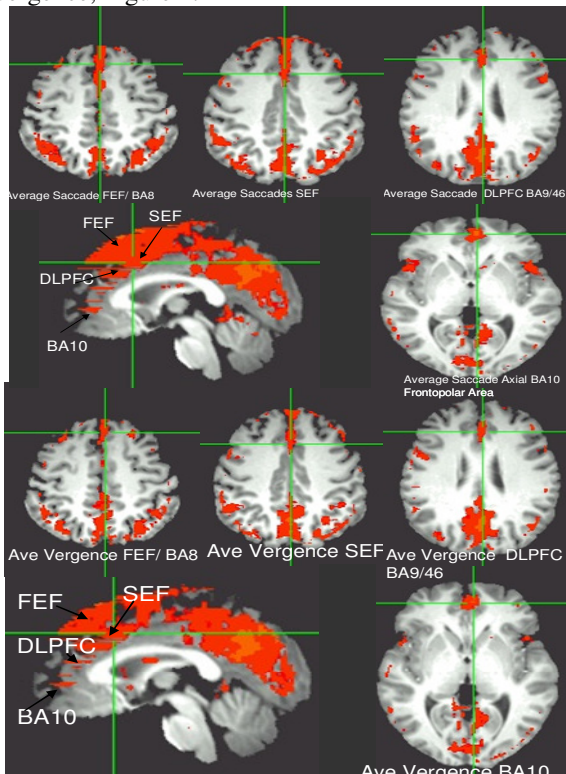 Average Saccade FEF/ BA8
Average Saccades SEF
Average Saccade DLPFC BA9/46
FEF
SEF
DLPFC
BA10
Average Saccade Axial BA10
Frontopolar Area
Ave Vergence FEF/ BA8
Ave Vergence SEF
Ave Vergence DLPFC
BA9/46
FEF
SEF
DLPFC
BA10
Ave Vergence BA10